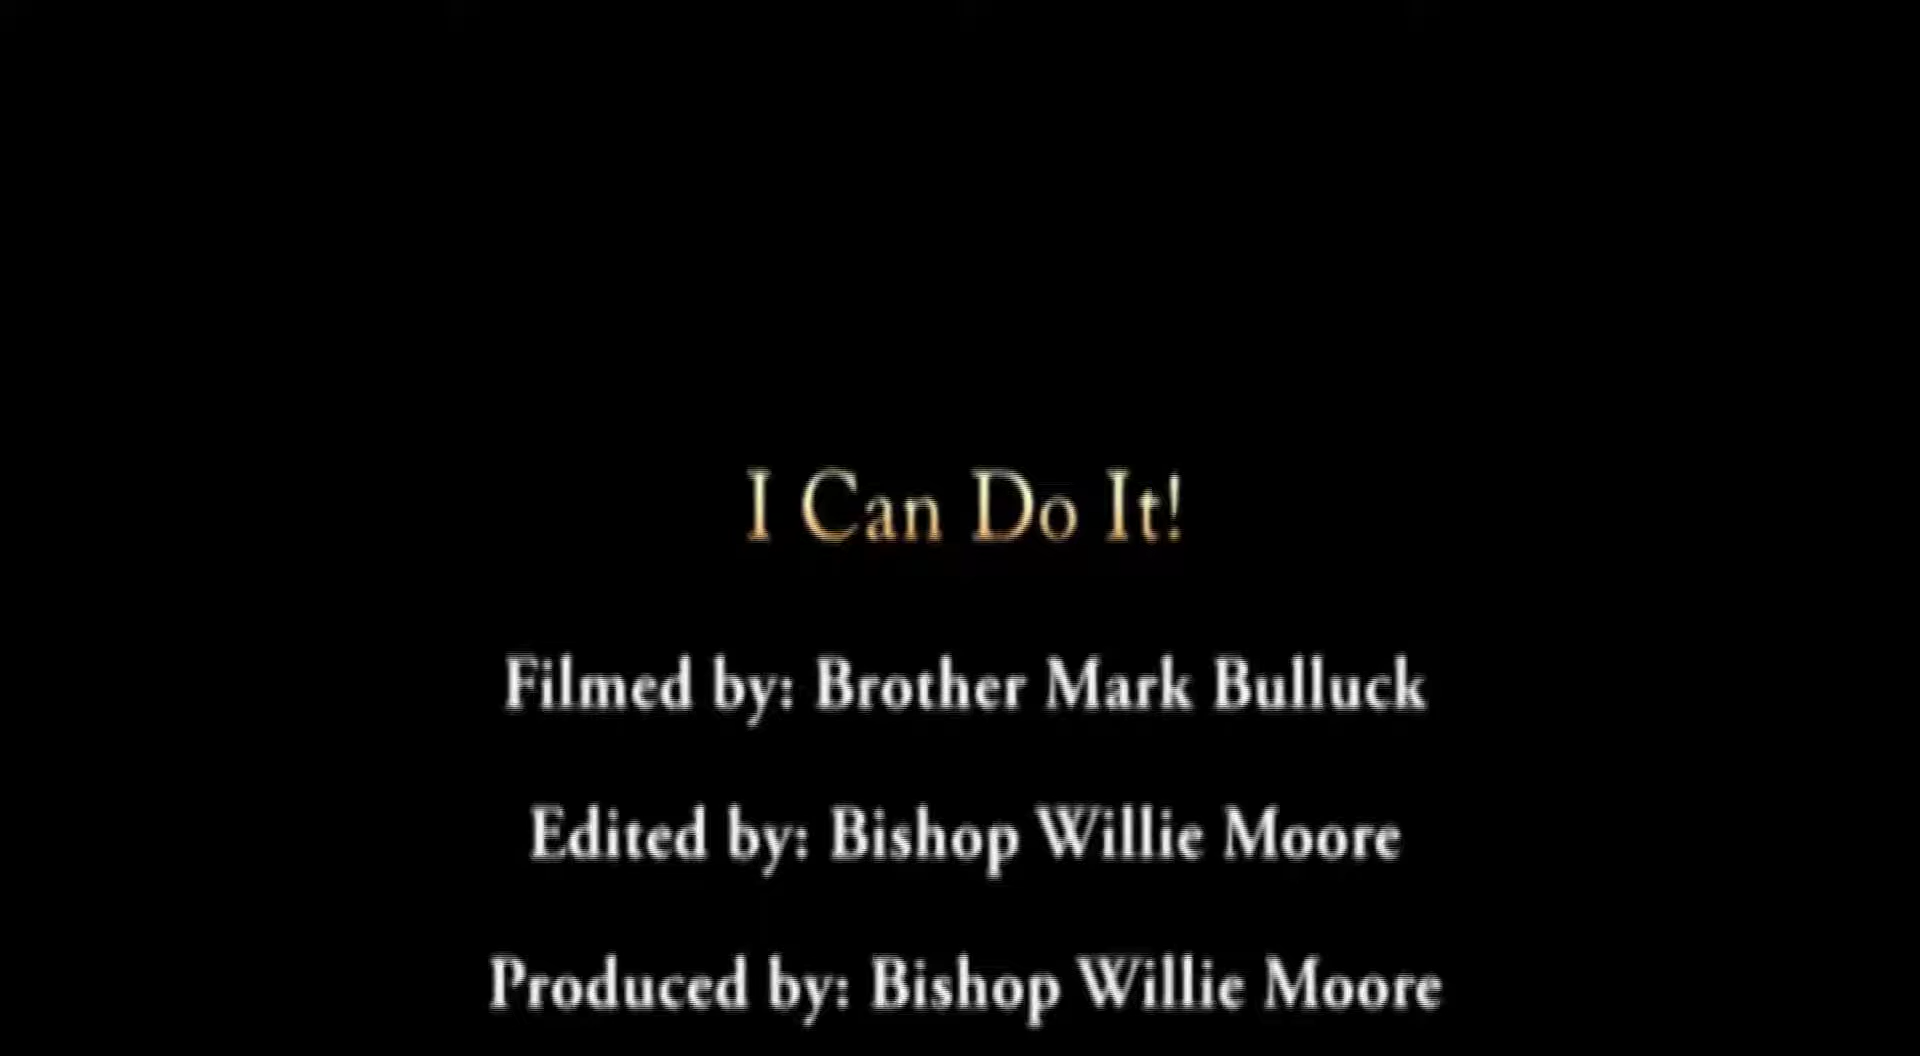 I Can Do It!
Filmed by: Brother Mark Bulluck
Edited by: Bishop Willie Moore
Produced by: Bishop Willie Moore